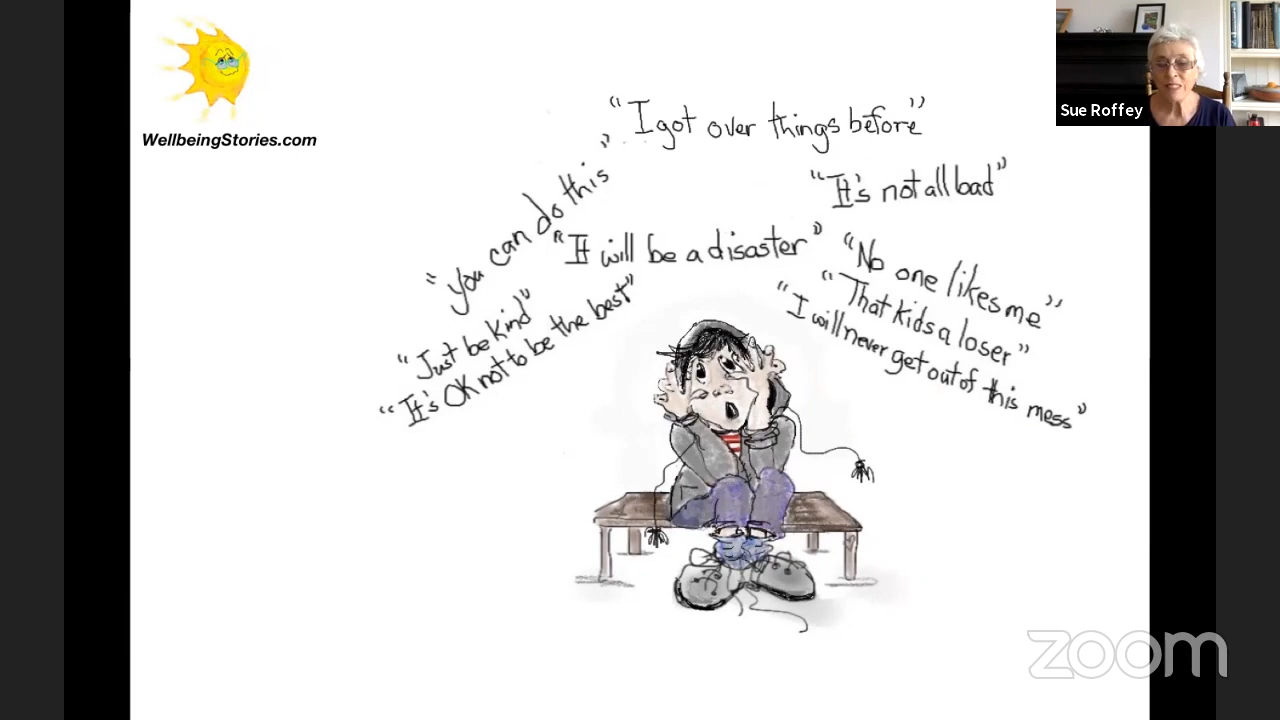 Sue Roffey
WellbeingStories.com
"I got over things before"
"It's not all bad"
"you can do this"
"It will be a disaster"
"No one likes me"
"That kids a loser"
"I will never get out of this mess"
"Just be kind"
"It's OK not to be the best"
zoom